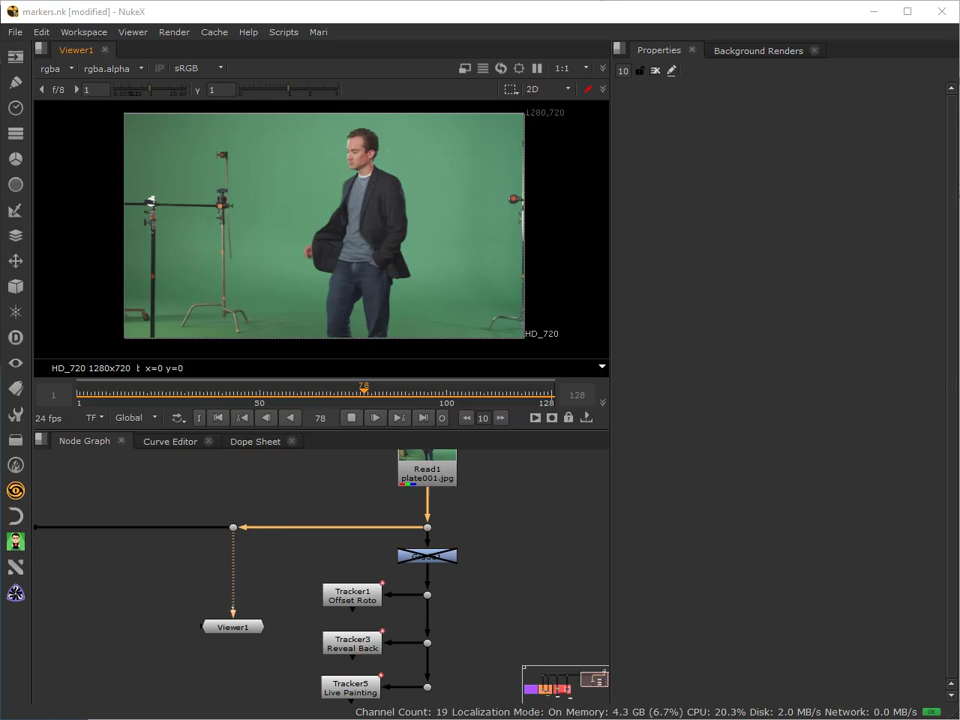 markers.nk [modified] - NukeX
File Edit Workspace Viewer Render Cache Help Scripts Mari
Viewer1
Properties Background Renders
rgba rgba.alpha IP sRGB 1:1
10
f/8 1 Y 1 2D
1280,720
HD_720
HD_720 1280x720 t: x=0 y=0
78
1 1 50 100 128 128
24 fps TF Global I 78 O 10
Node Graph Curve Editor Dope Sheet
Read1
plate001.jpg
Tracker1
Offset Roto
Viewer1
Tracker3
Reveal Back
Tracker5
Live Painting
Channel Count: 19 Localization Mode: On Memory: 4.3 GB (6.7%) CPU: 20.3% Disk: 2.0 MB/s Network: 0.0 MB/s OK